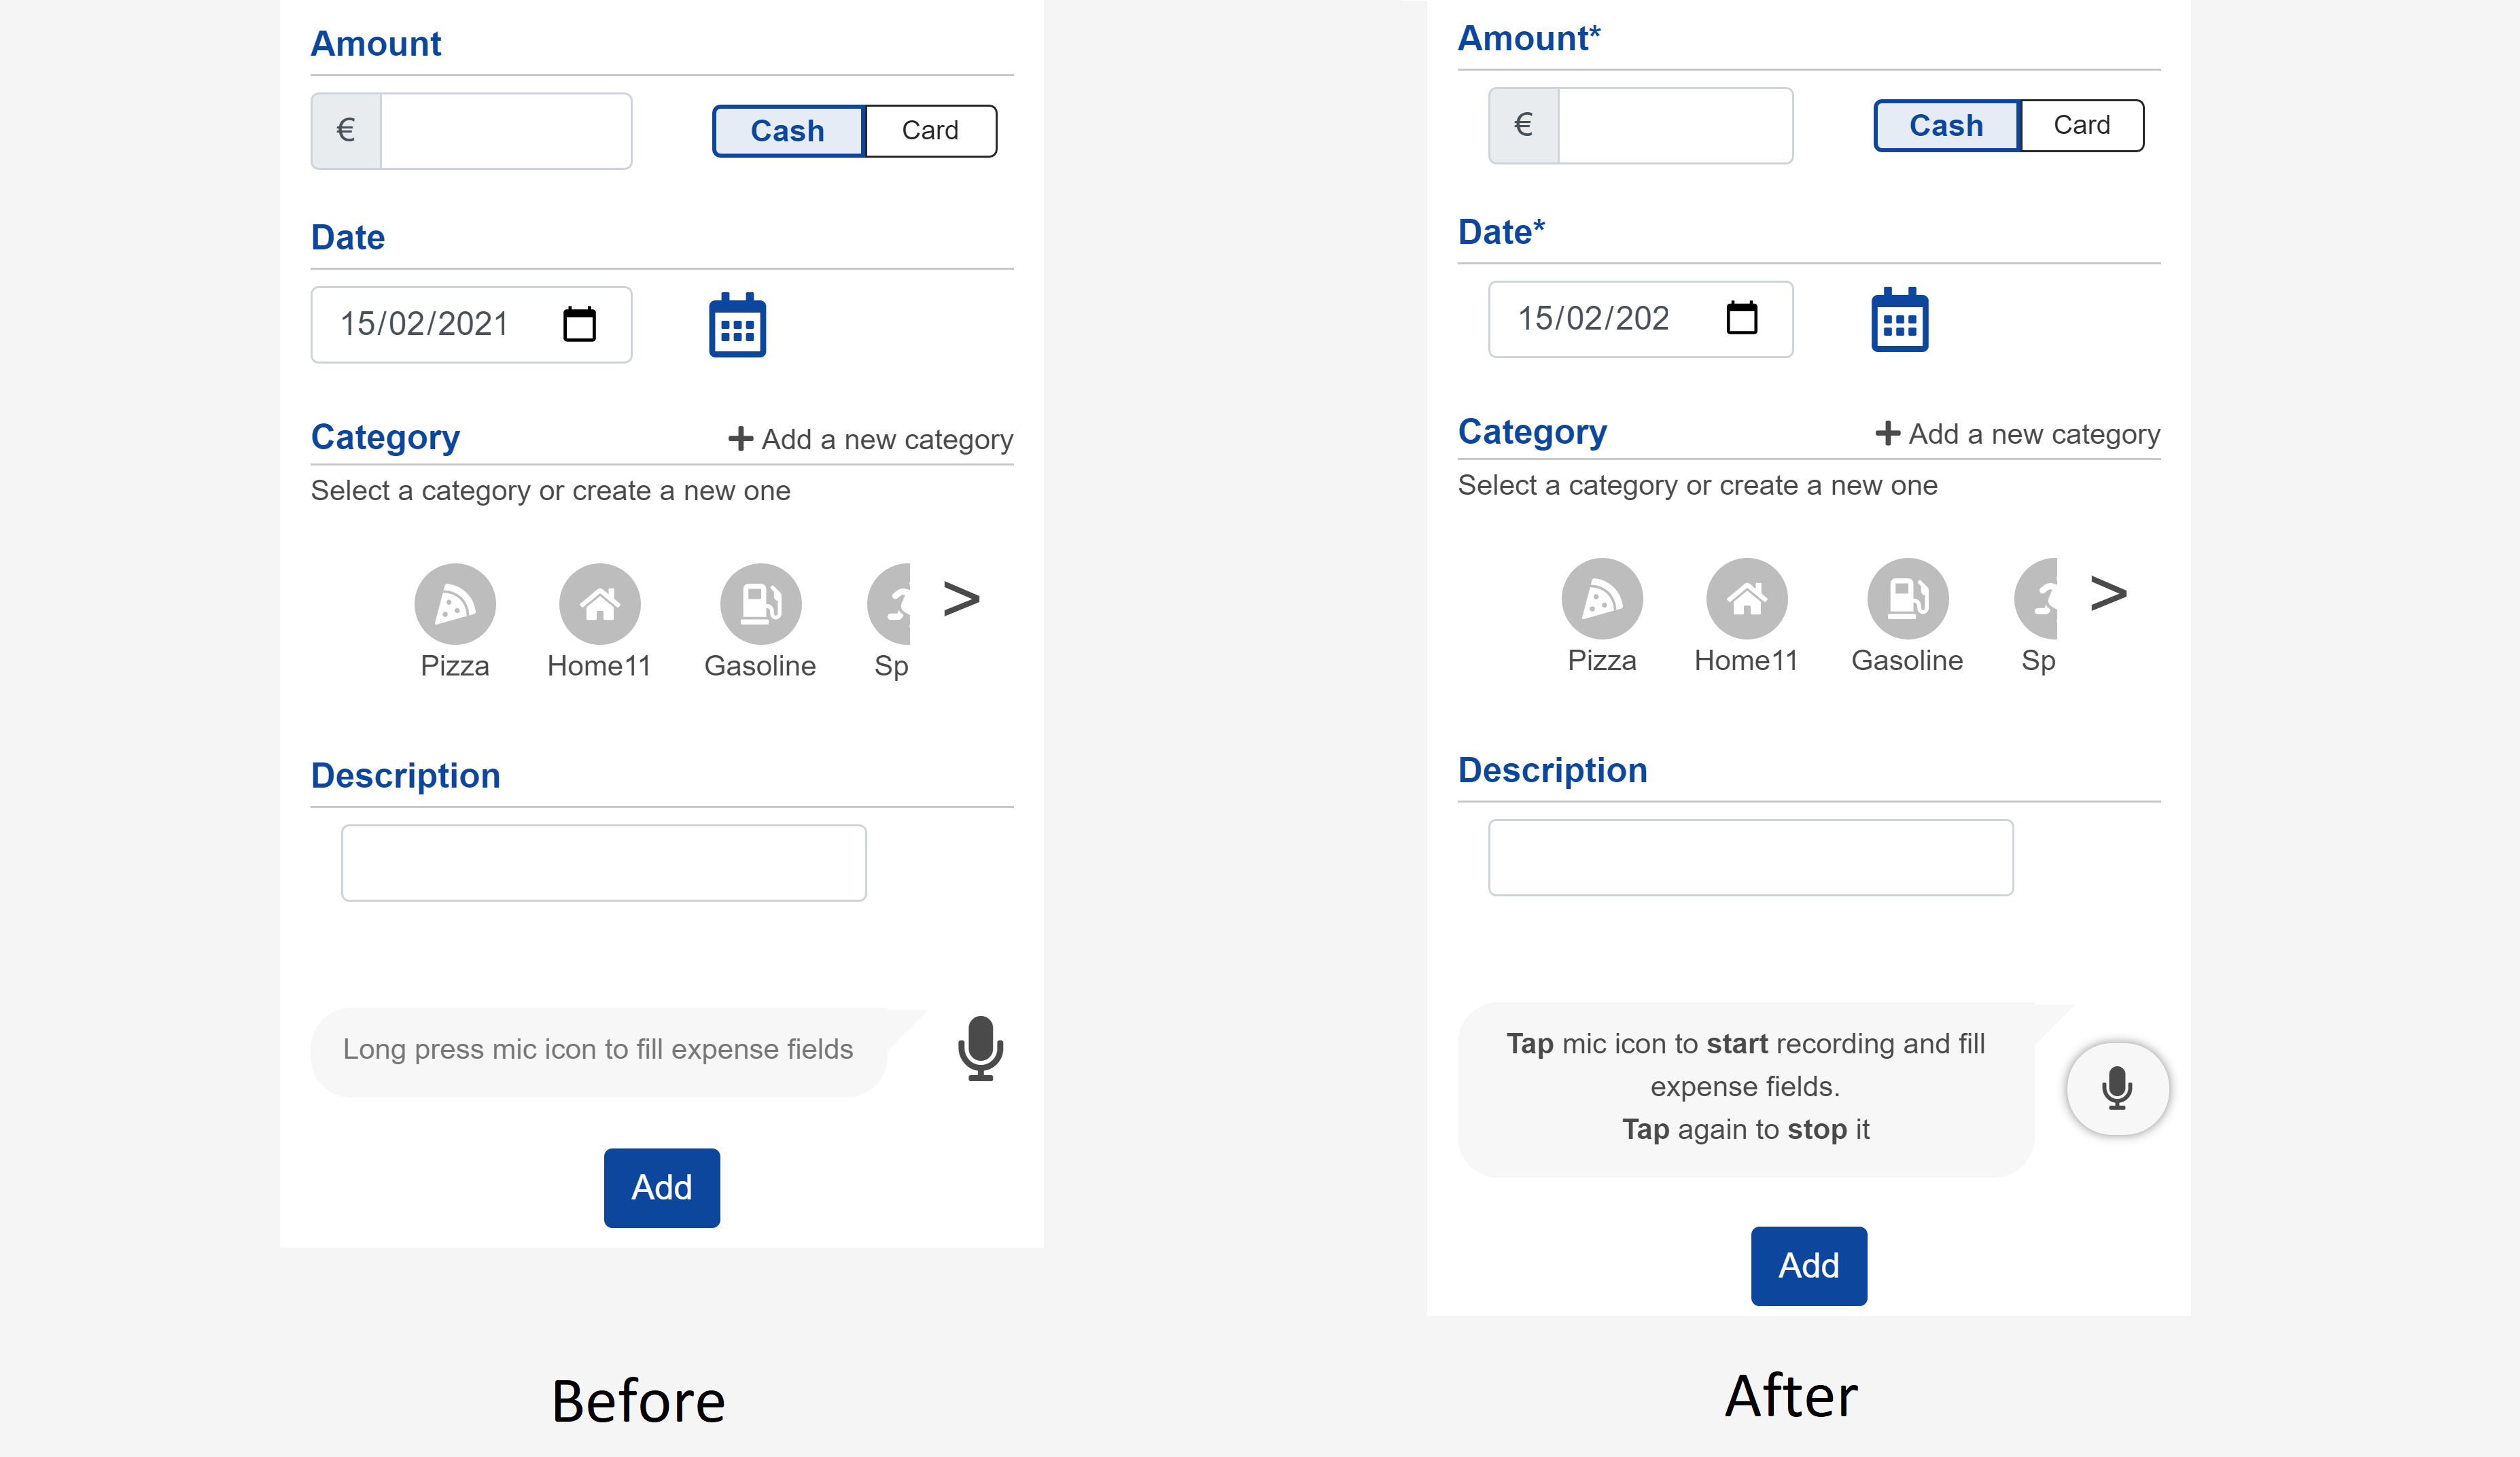 Amount
€
Cash
Card
Date
15/02/2021
Category
+ Add a new category
Select a category or create a new one
Pizza
Home11
Gasoline
Sp
>
Description
Long press mic icon to fill expense fields
Add
Before
Amount*
€
Cash
Card
Date*
15/02/202
Category
+ Add a new category
Select a category or create a new one
Pizza
Home11
Gasoline
Sp
>
Description
Tap mic icon to start recording and fill
expense fields.
Tap again to stop it
Add
After